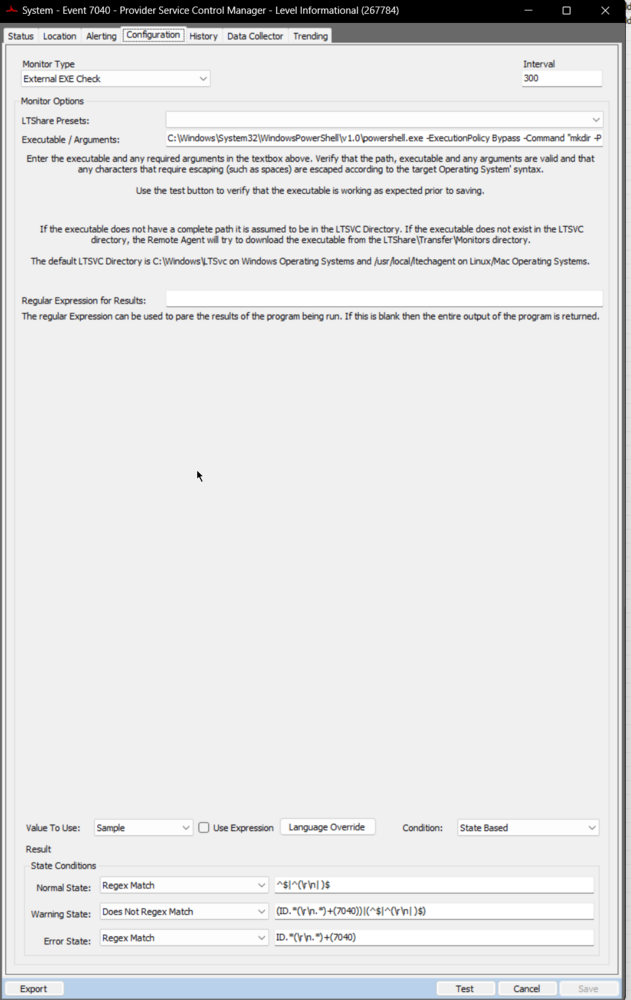 System - Event 7040 - Provider Service Control Manager - Level Informational (267784)
Status Location Alerting Configuration History Data Collector Trending
Monitor Type
Interval
External EXE Check
300
Monitor Options
LTShare Presets:
Executable / Arguments:
C:\Windows\System32\WindowsPowerShell\v1.0\powershell.exe -ExecutionPolicy Bypass -Command "mkdir -P
Enter the executable and any required arguments in the textbox above. Verify that the path, executable and any arguments are valid and that
any characters that require escaping (such as spaces) are escaped according to the target Operating System' syntax.
Use the test button to verify that the executable is working as expected prior to saving.
If the executable does not have a complete path it is assumed to be in the LTSVC Directory. If the executable does not exist in the LTSVC
directory, the Remote Agent will try to download the executable from the LTShare\Transfer\Monitors directory.
The default LTSVC Directory is C:\Windows\LTSvc on Windows Operating Systems and /usr/local/ltechagent on Linux/Mac Operating Systems.
Regular Expression for Results:
The regular Expression can be used to pare the results of the program being run. If this is blank then the entire output of the program is returned.
Value To Use: Sample Use Expression Language Override Condition: State Based
Result
State Conditions
Normal State: Regex Match ^$|^(\r\n| )$
Warning State: Does Not Regex Match (ID.*(\r\n.*)+(7040))|(^$|^(\r\n| )$)
Error State: Regex Match ID.*(\r\n.*)+(7040)
Export Test Cancel Save